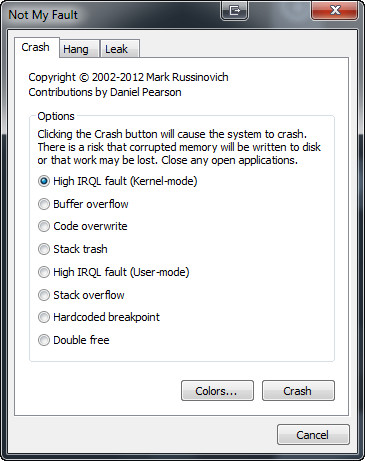 Not My Fault
Crash Hang Leak
Copyright © 2002-2012 Mark Russinovich
Contributions by Daniel Pearson
Options
Clicking the Crash button will cause the system to crash.
There is a risk that corrupted memory will be written to disk
or that work may be lost. Close any open applications.
High IRQL fault (Kernel-mode)
Buffer overflow
Code overwrite
Stack trash
High IRQL fault (User-mode)
Stack overflow
Hardcoded breakpoint
Double free
Colors... Crash
Cancel